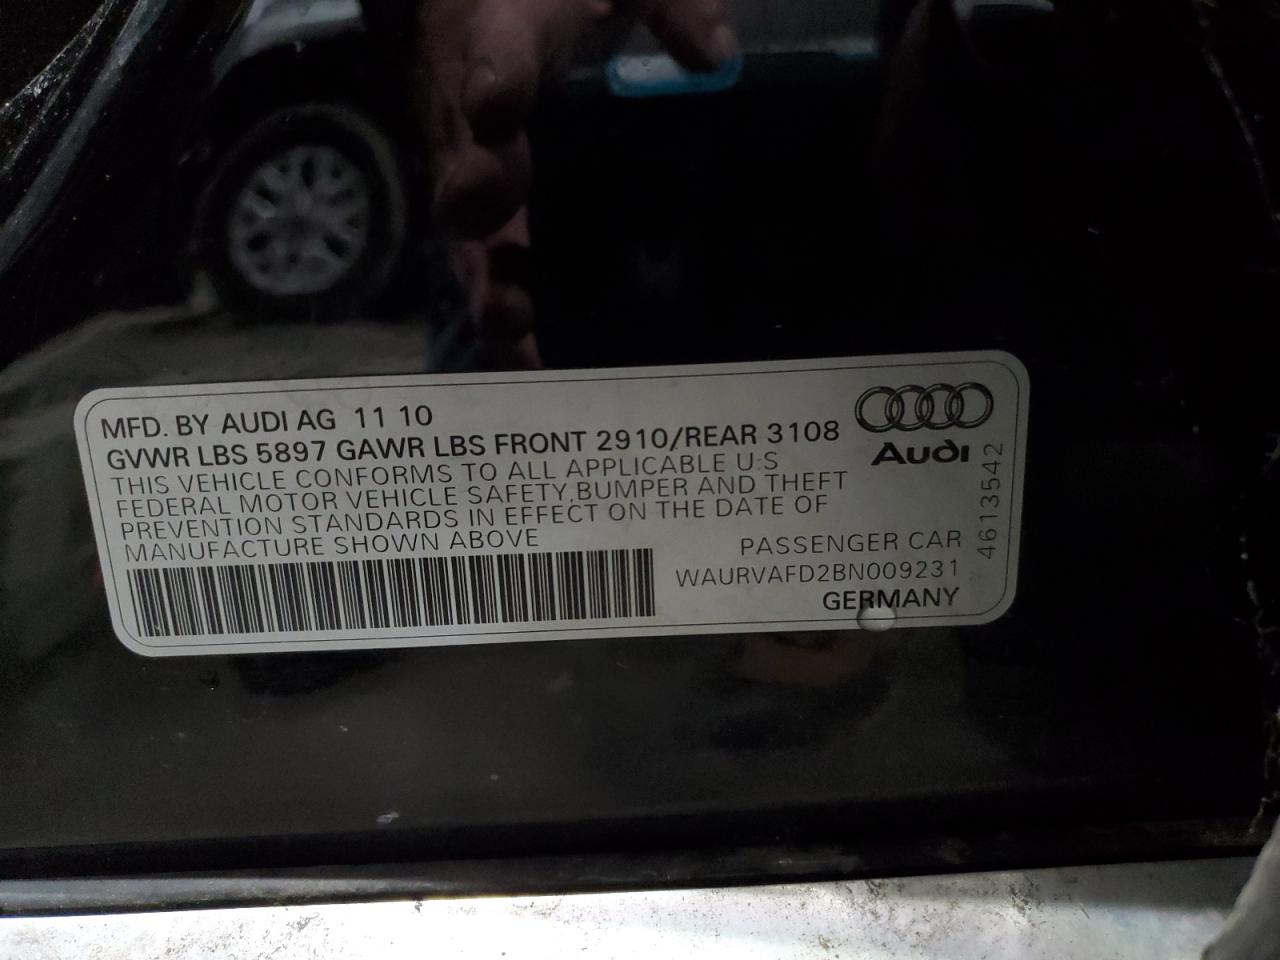 MFD. BY AUDI AG 11 10
GVWR LBS 5897 GAWR LBS FRONT 2910/REAR 3108
THIS VEHICLE CONFORMS TO ALL APPLICABLE U.S
FEDERAL MOTOR VEHICLE SAFETY,BUMPER AND THEFT
PREVENTION STANDARDS IN EFFECT ON THE DATE OF
MANUFACTURE SHOWN ABOVE
Audi
PASSENGER CAR
WAURVAFD2BN009231
GERMANY
4613542